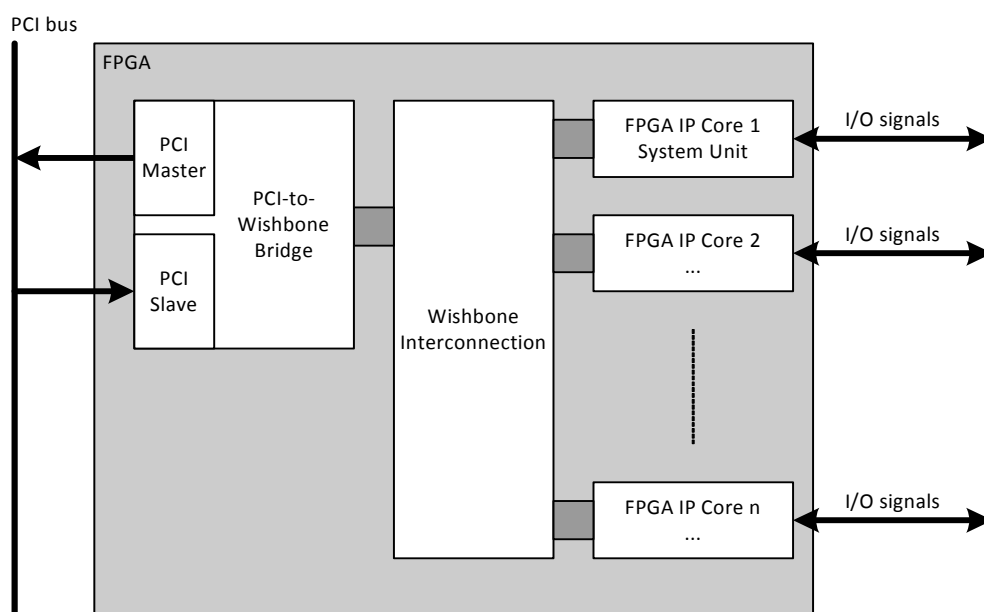 PCI bus
FPGA
PCI
Master
PCI-to-
Wishbone
Bridge
PCI
Slave
Wishbone
Interconnection
FPGA IP Core 1
System Unit
I/O signals
FPGA IP Core 2
...
I/O signals
FPGA IP Core n
...
I/O signals